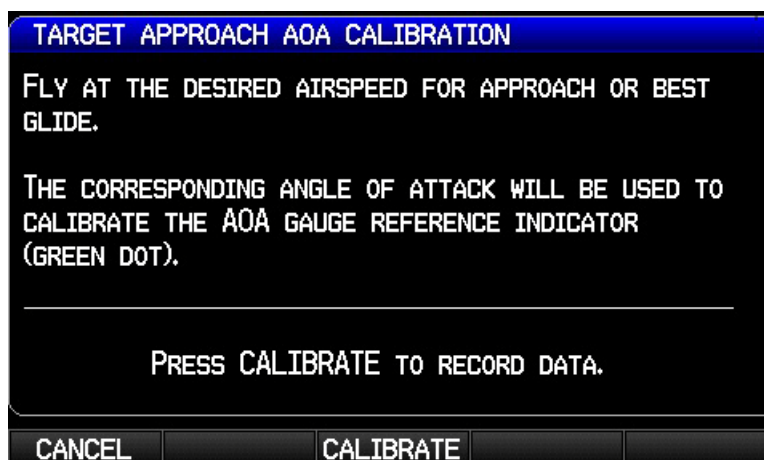 TARGET APPROACH AOA CALIBRATION
FLY AT THE DESIRED AIRSPEED FOR APPROACH OR BEST
GLIDE.
THE CORRESPONDING ANGLE OF ATTACK WILL BE USED TO
CALIBRATE THE AOA GAUGE REFERENCE INDICATOR
(GREEN DOT).
PRESS CALIBRATE TO RECORD DATA.
CANCEL CALIBRATE